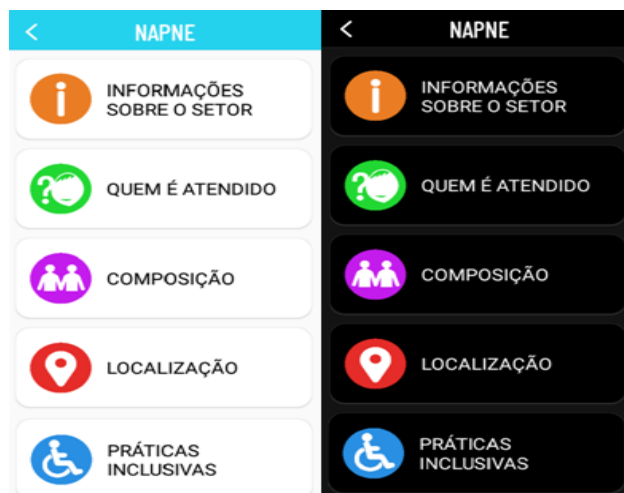 NAPNE
INFORMAÇÕES
SOBRE O SETOR
QUEM É ATENDIDO
COMPOSIÇÃO
LOCALIZAÇÃO
PRÁTICAS
INCLUSIVAS
NAPNE
INFORMAÇÕES
SOBRE O SETOR
QUEM É ATENDIDO
COMPOSIÇÃO
LOCALIZAÇÃO
PRÁTICAS
INCLUSIVAS